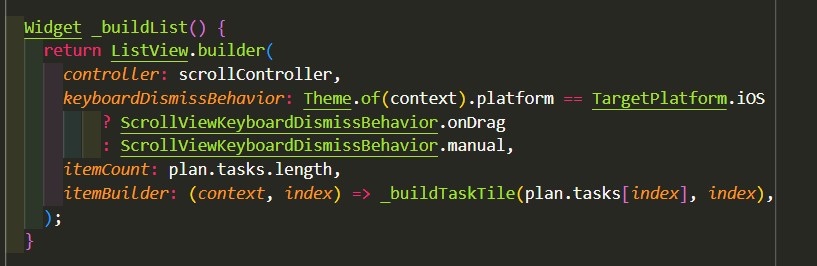 Widget _buildList() {
return ListView.builder(
controller: scrollController,
keyboardDismissBehavior: Theme.of(context).platform == TargetPlatform.iOS
? ScrollViewKeyboardDismissBehavior.onDrag
: ScrollViewKeyboardDismissBehavior.manual,
itemCount: plan.tasks.length,
itemBuilder: (context, index) => _buildTaskTile(plan.tasks[index], index),
);
}